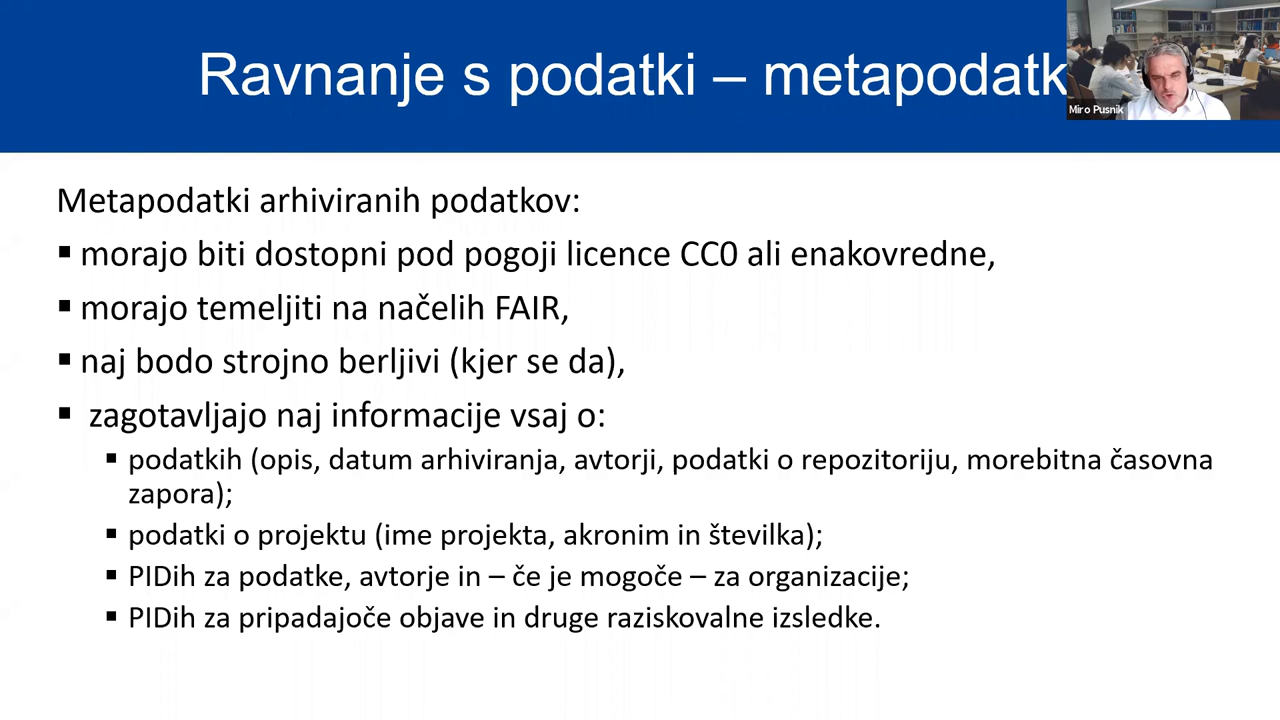 Ravnanje s podatki – metapodatk
Miro Pusnik
Metapodatki arhiviranih podatkov:
▪ morajo biti dostopni pod pogoji licence CC0 ali enakovredne,
▪ morajo temeljiti na načelih FAIR,
▪ naj bodo strojno berljivi (kjer se da),
▪ zagotavljajo naj informacije vsaj o:
▪ podatkih (opis, datum arhiviranja, avtorji, podatki o repozitoriju, morebitna časovna
zapora);
▪ podatki o projektu (ime projekta, akronim in številka);
▪ PIDih za podatke, avtorje in – če je mogoče – za organizacije;
▪ PIDih za pripadajoče objave in druge raziskovalne izsledke.